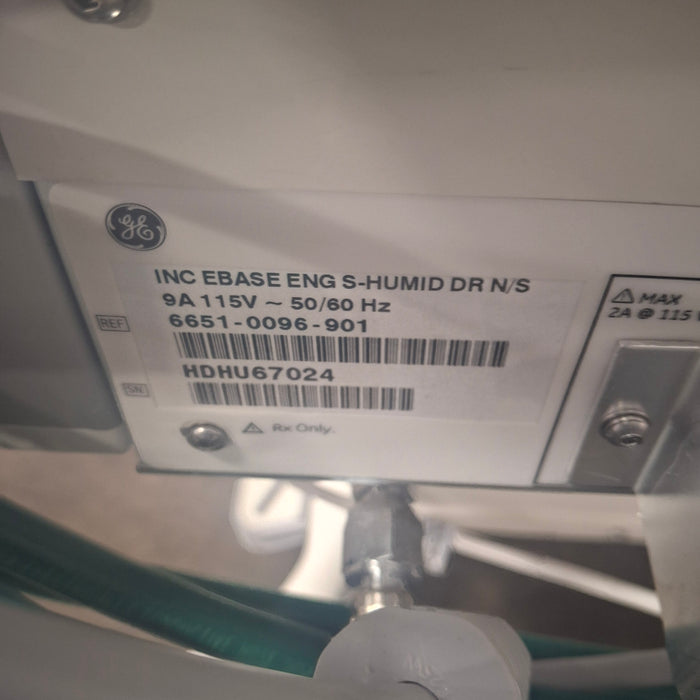 GE
INC EBASE ENG S-HUMID DR N/S
9A 115V ~ 50/60 Hz
REF 6651-0096-901
HDHU67024
SN
Rx Only.
MAX
2A @ 115 V